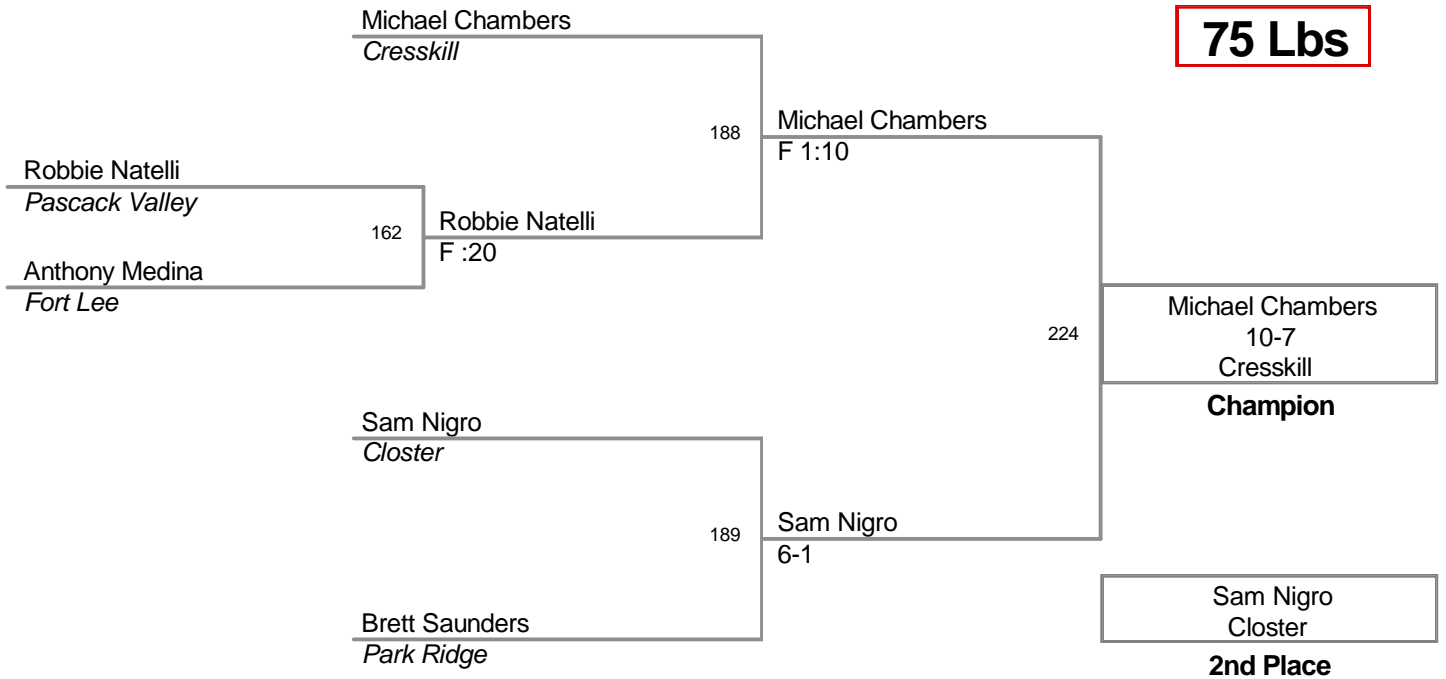 75 Lbs
Michael Chambers
Cresskill
188
Michael Chambers
F 1:10
Robbie Natelli
Pascack Valley
162
Robbie Natelli
F :20
Anthony Medina
Fort Lee
224
Michael Chambers
10-7
Cresskill
Champion
Sam Nigro
Closter
189
Sam Nigro
6-1
Brett Saunders
Park Ridge
Sam Nigro
Closter
2nd Place